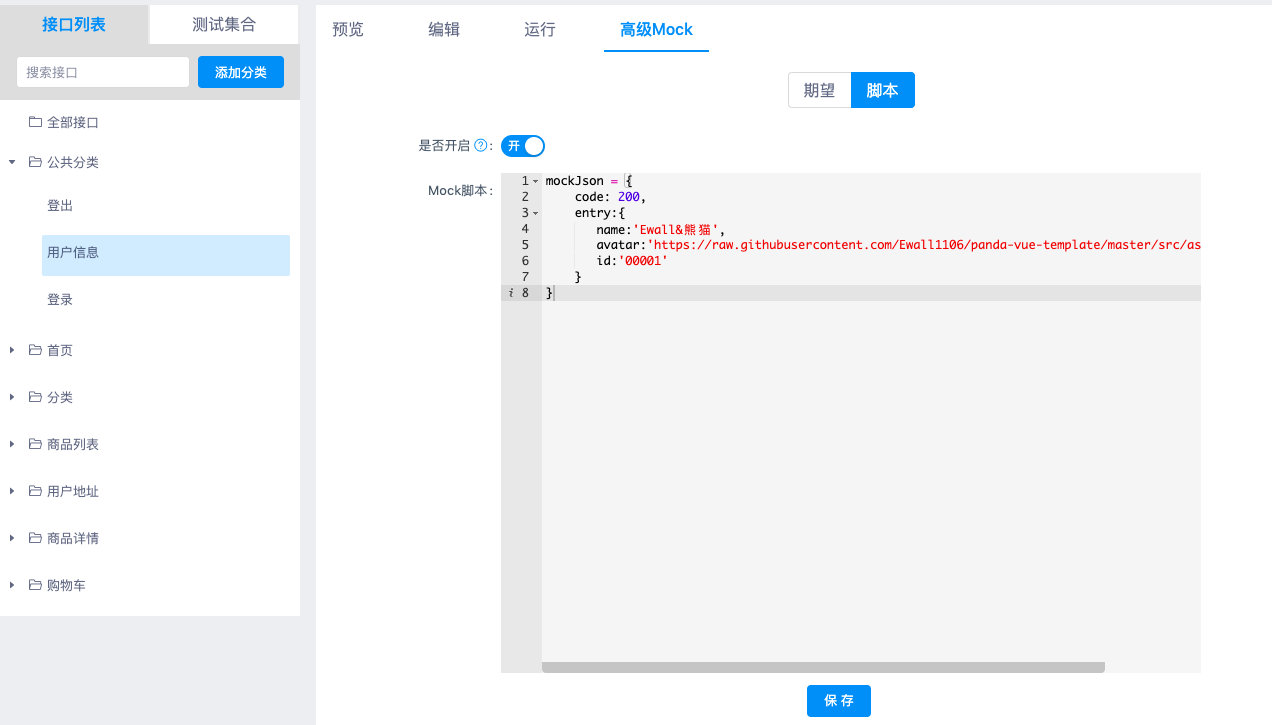 接口列表
测试集合
搜索接口
添加分类
全部接口
公共分类
登出
用户信息
登录
首页
分类
商品列表
用户地址
商品详情
购物车
预览
编辑
运行
高级Mock
期望
脚本
是否开启?:
开
Mock脚本:
1 mockJson = {
2 code: 200,
3 entry:{
4 name:'Ewall&熊猫',
5 avatar:'https://raw.githubusercontent.com/Ewall1106/panda-vue-template/master/src/as
6 id:'00001'
7 }
i 8 }
保 存